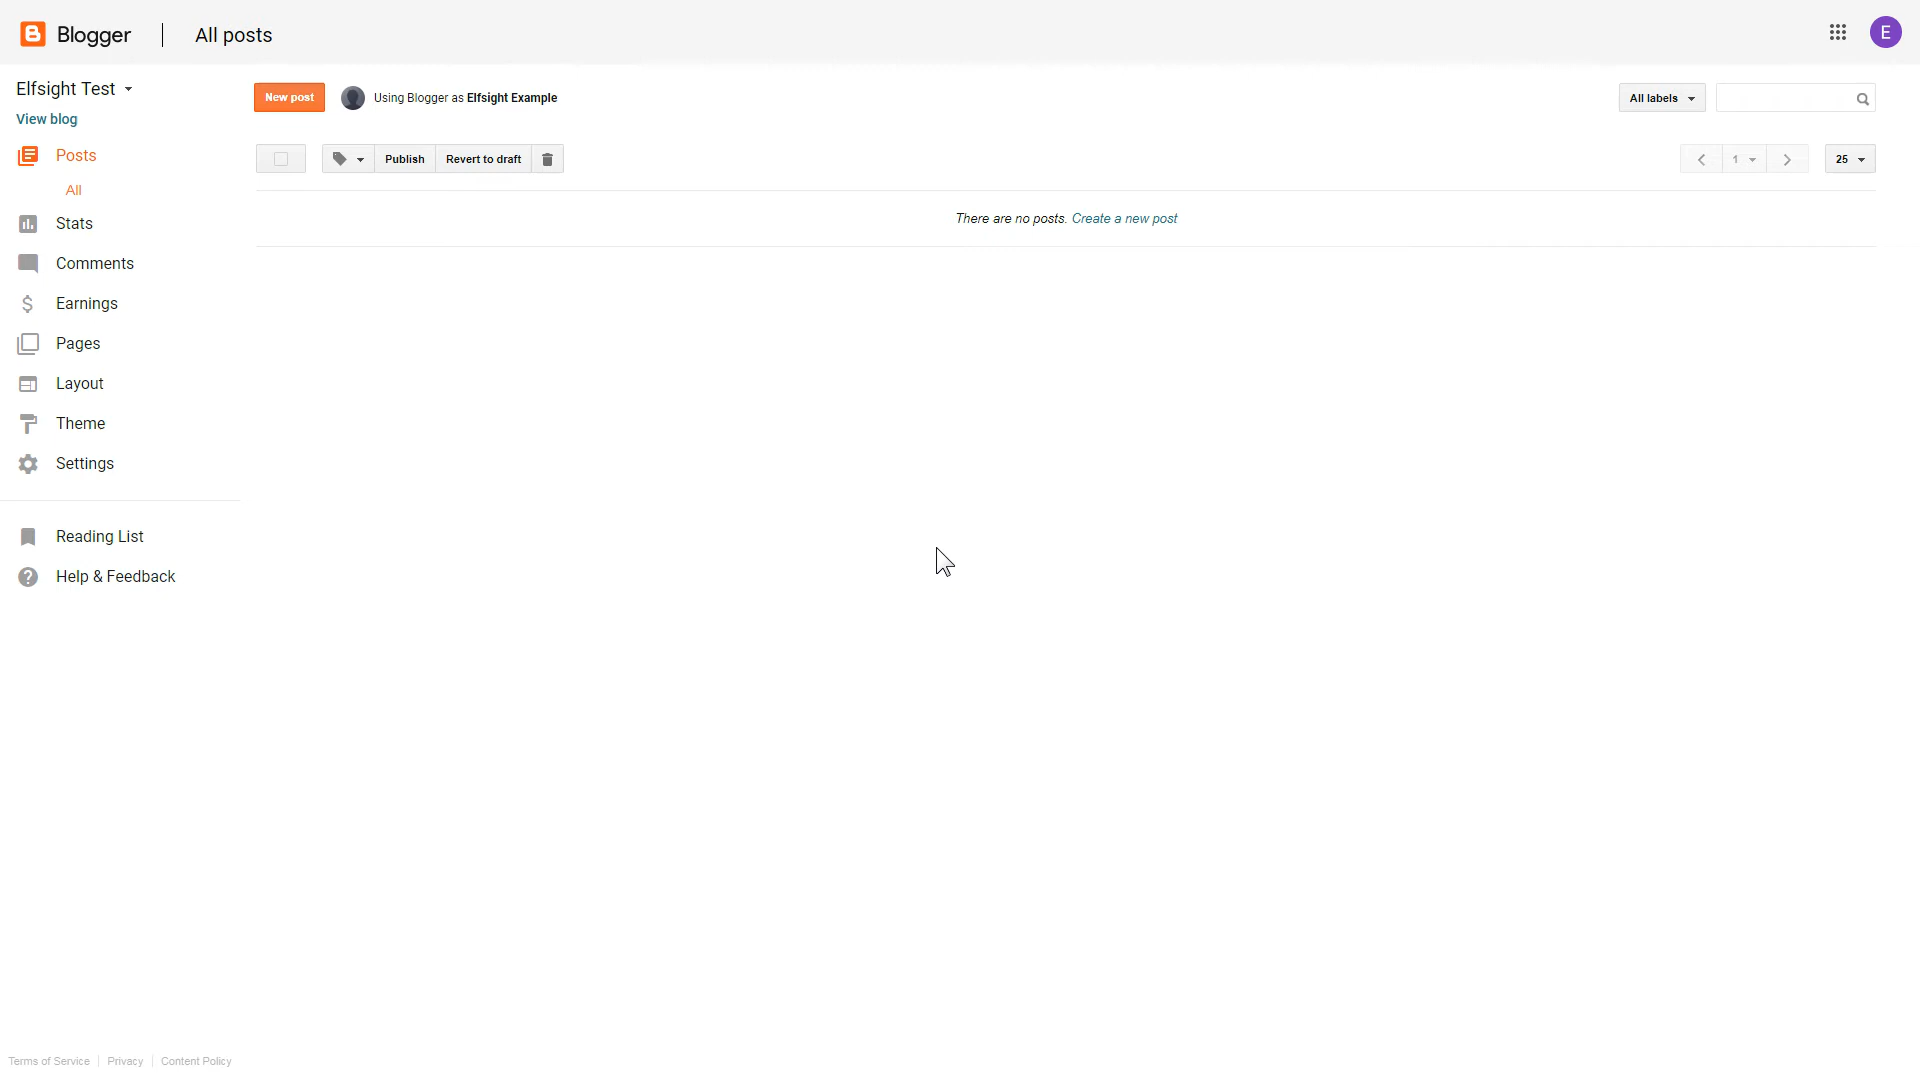 Blogger All posts E
Elfsight Test
View blog
New post Using Blogger as Elfsight Example All labels
Posts
All
Stats
Comments
Earnings
Pages
Layout
Theme
Settings
Reading List
Help & Feedback
Publish Revert to draft 1 25
There are no posts. Create a new post
Terms of Service Privacy Content Policy